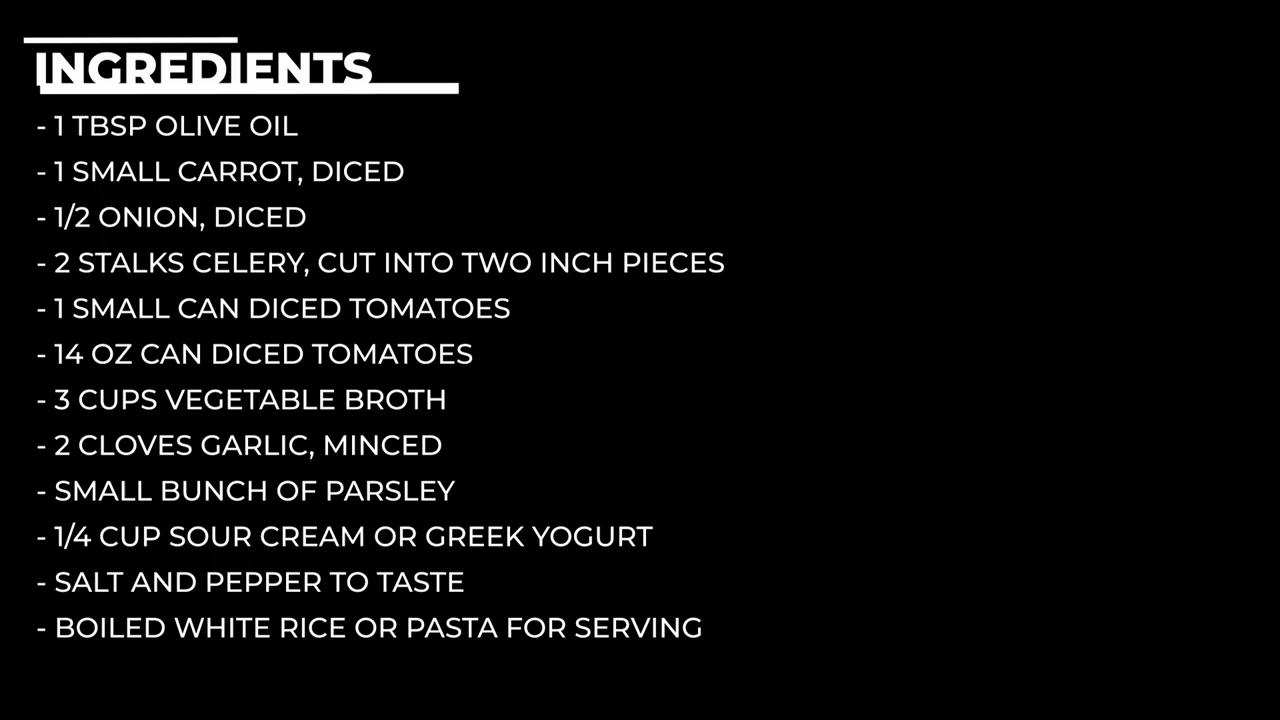 INGREDIENTS
- 1 TBSP OLIVE OIL
- 1 SMALL CARROT, DICED
- 1/2 ONION, DICED
- 2 STALKS CELERY, CUT INTO TWO INCH PIECES
- 1 SMALL CAN DICED TOMATOES
- 14 OZ CAN DICED TOMATOES
- 3 CUPS VEGETABLE BROTH
- 2 CLOVES GARLIC, MINCED
- SMALL BUNCH OF PARSLEY
- 1/4 CUP SOUR CREAM OR GREEK YOGURT
- SALT AND PEPPER TO TASTE
- BOILED WHITE RICE OR PASTA FOR SERVING